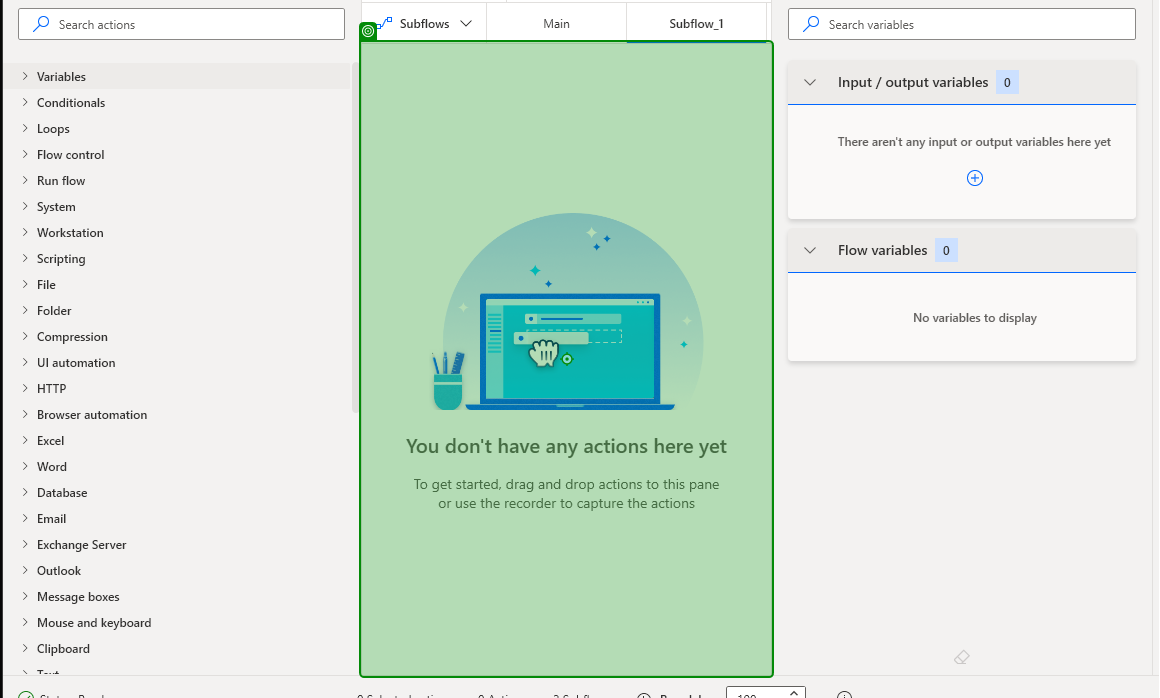 Search actions
Variables
Conditionals
Loops
Flow control
Run flow
System
Workstation
Scripting
File
Folder
Compression
UI automation
HTTP
Browser automation
Excel
Word
Database
Email
Exchange Server
Outlook
Message boxes
Mouse and keyboard
Clipboard
Subflows
Main
Subflow_1
You don't have any actions here yet
To get started, drag and drop actions to this pane
or use the recorder to capture the actions
Search variables
Input / output variables 0
There aren't any input or output variables here yet
Flow variables 0
No variables to display